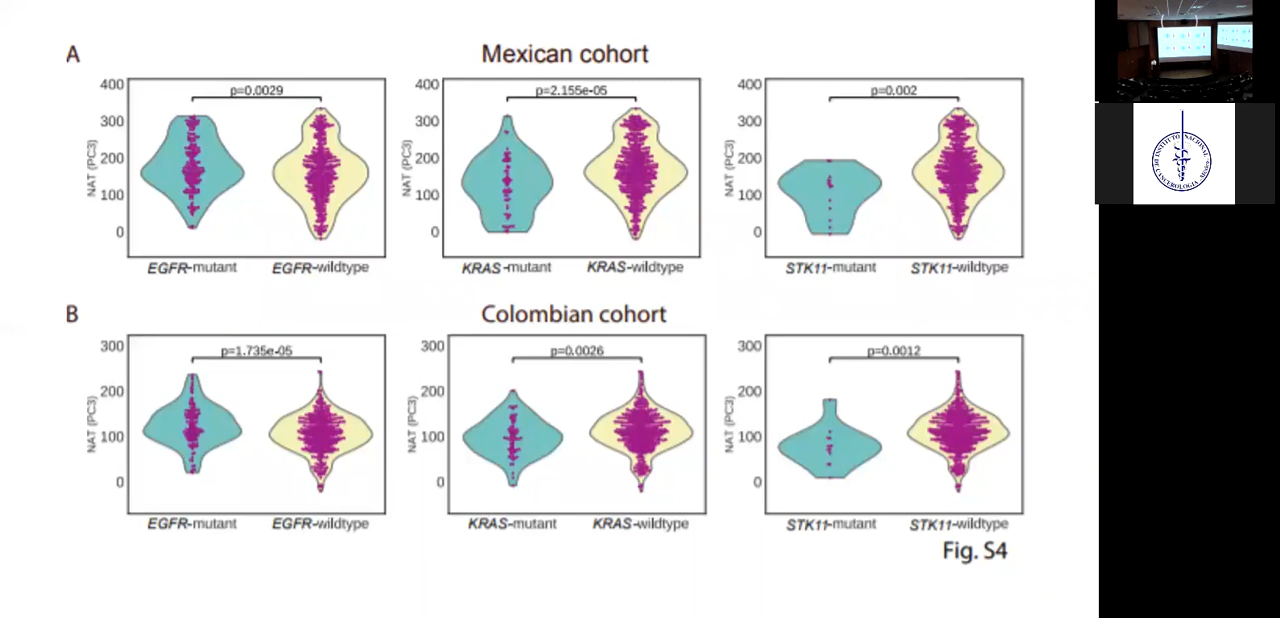 A
Mexican cohort
400
300
200
100
0
NAT (PC3)
p=0.0029
EGFR-mutant
EGFR-wildtype
400
300
200
100
0
NAT (PC3)
p=2.155e-05
KRAS-mutant
KRAS-wildtype
400
300
200
100
0
NAT (PC3)
p=0.002
STK11-mutant
STK11-wildtype
B
Colombian cohort
300
200
100
0
NAT (PC3)
p=1.735e-05
EGFR-mutant
EGFR-wildtype
300
200
100
0
NAT (PC3)
p=0.0026
KRAS-mutant
KRAS-wildtype
300
200
100
0
NAT (PC3)
p=0.0012
STK11-mutant
STK11-wildtype
Fig. S4
INSTITUTO NACIONAL
DE CANCEROLOGIA